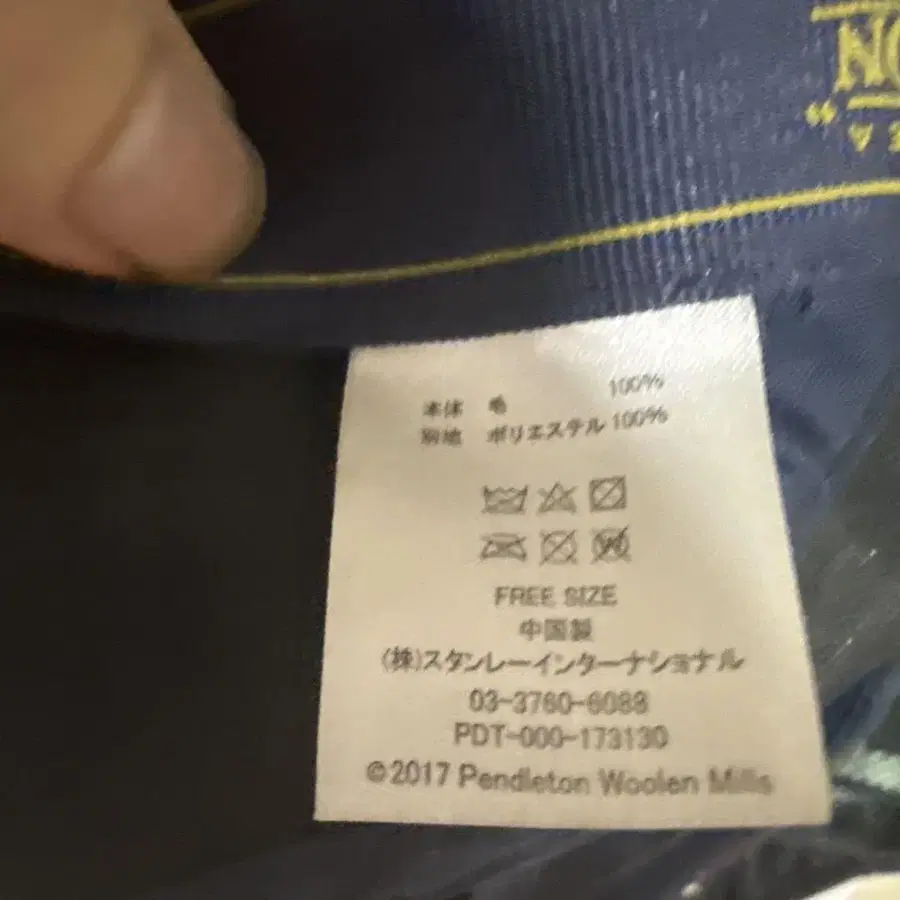 ON
本体 毛 100%
別地 ポリエステル 100%
FREE SIZE
中国製
(株)スタンレーインターナショナル
03-3760-6088
PDT-000-173130
©2017 Pendleton Woolen Mills